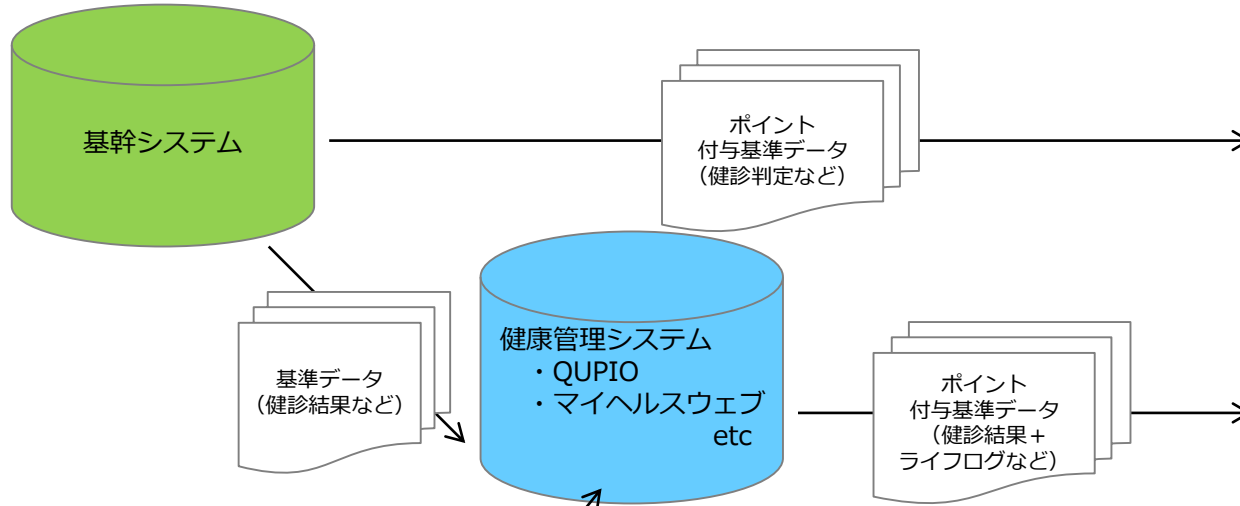 基幹システム
ポイント
付与基準データ
（健診判定など）
基準データ
（健診結果など）
健康管理システム
・QUPIO
・マイヘルスウェブ
etc
ポイント
付与基準データ
（健診結果＋
ライフログなど）